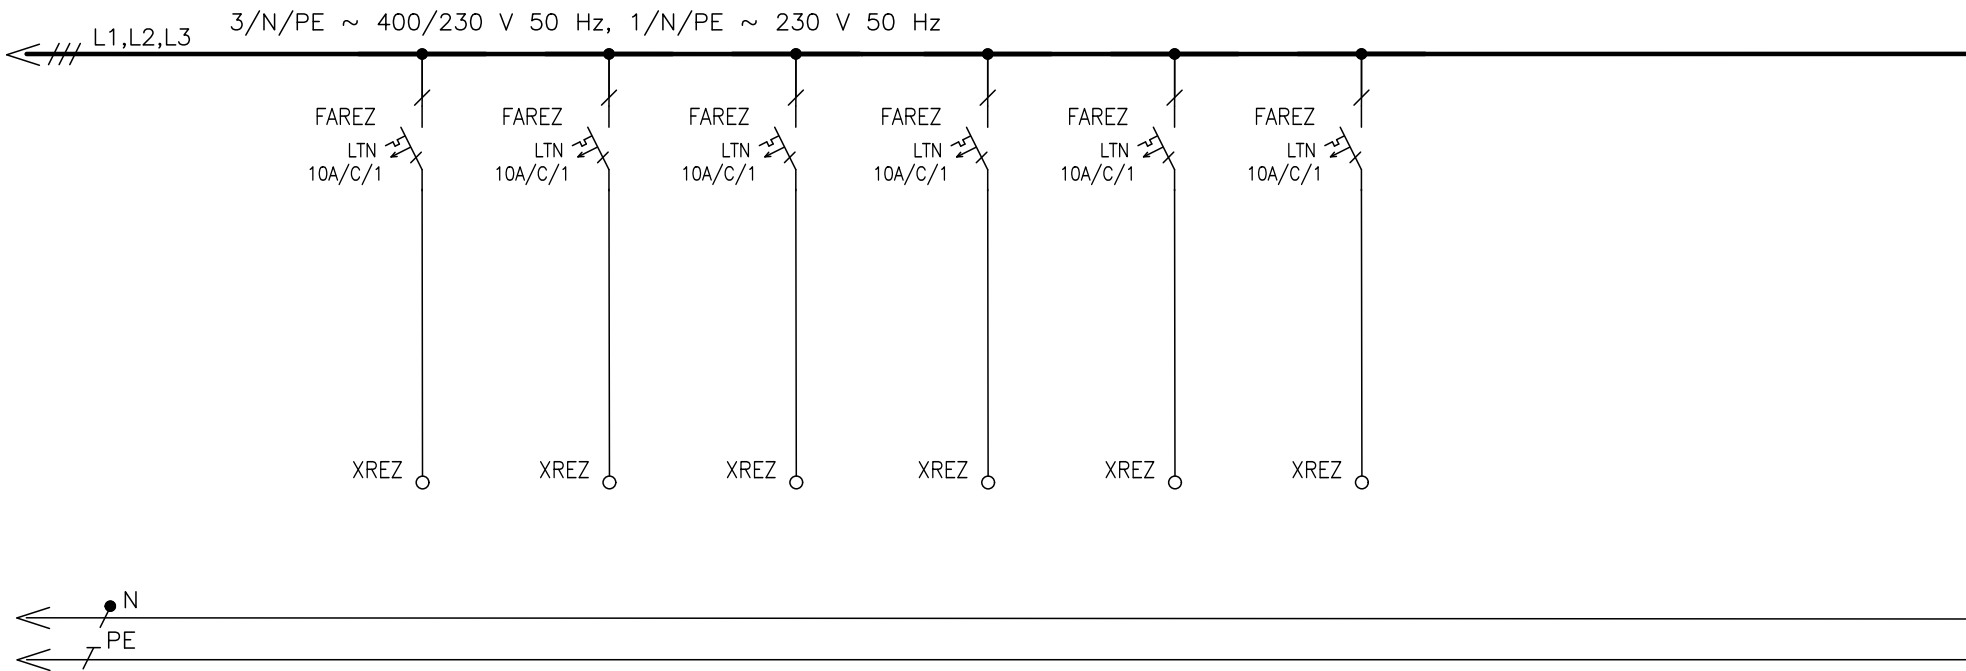 3/N/PE ~ 400/230 V 50 Hz, 1/N/PE ~ 230 V 50 Hz
L1,L2,L3
FAREZ FAREZ FAREZ FAREZ FAREZ FAREZ
LTN LTN LTN LTN LTN LTN
10A/C/1 10A/C/1 10A/C/1 10A/C/1 10A/C/1 10A/C/1
XREZ XREZ XREZ XREZ XREZ XREZ
N
PE